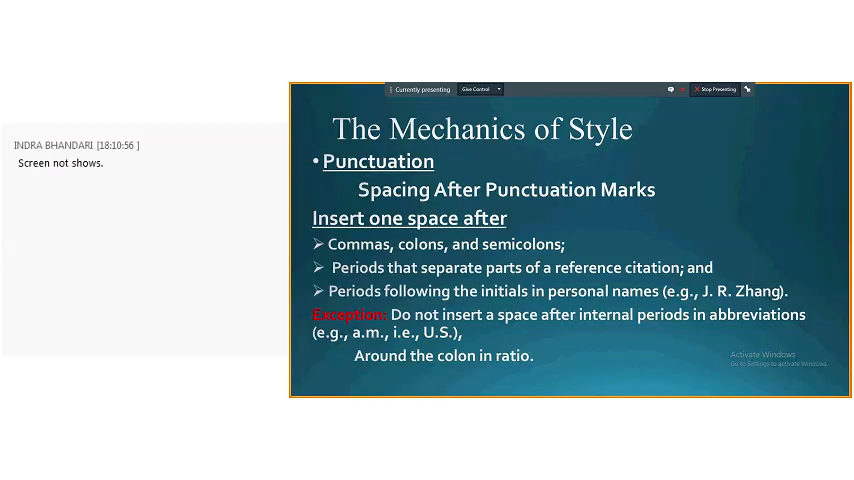 INDRA BHANDARI [18:10:56 ]
Screen not shows.
Currently presenting
Give Control
Stop Presenting
The Mechanics of Style
• Punctuation
Spacing After Punctuation Marks
Insert one space after
➢ Commas, colons, and semicolons;
➢ Periods that separate parts of a reference citation; and
➢ Periods following the initials in personal names (e.g., J. R. Zhang).
Exception: Do not insert a space after internal periods in abbreviations
(e.g., a.m., i.e., U.S.),
Around the colon in ratio.
Activate Windows
Go to Settings to activate Windows.